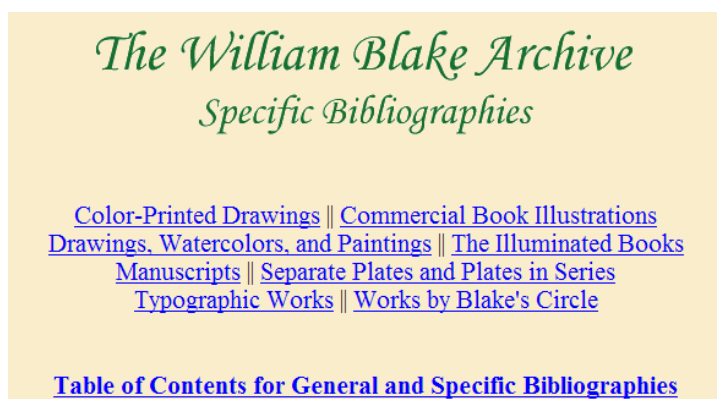 The William Blake Archive
Specific Bibliographies
Color-Printed Drawings || Commercial Book Illustrations
Drawings, Watercolors, and Paintings || The Illuminated Books
Manuscripts || Separate Plates and Plates in Series
Typographic Works || Works by Blake's Circle
Table of Contents for General and Specific Bibliographies